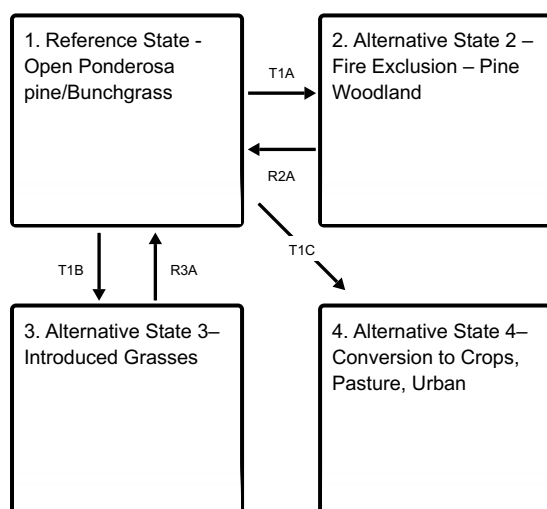 1. Reference State -
Open Ponderosa
pine/Bunchgrass
T1A
2. Alternative State 2 –
Fire Exclusion – Pine
Woodland
R2A
T1C
T1B
R3A
3. Alternative State 3–
Introduced Grasses
4. Alternative State 4–
Conversion to Crops,
Pasture, Urban